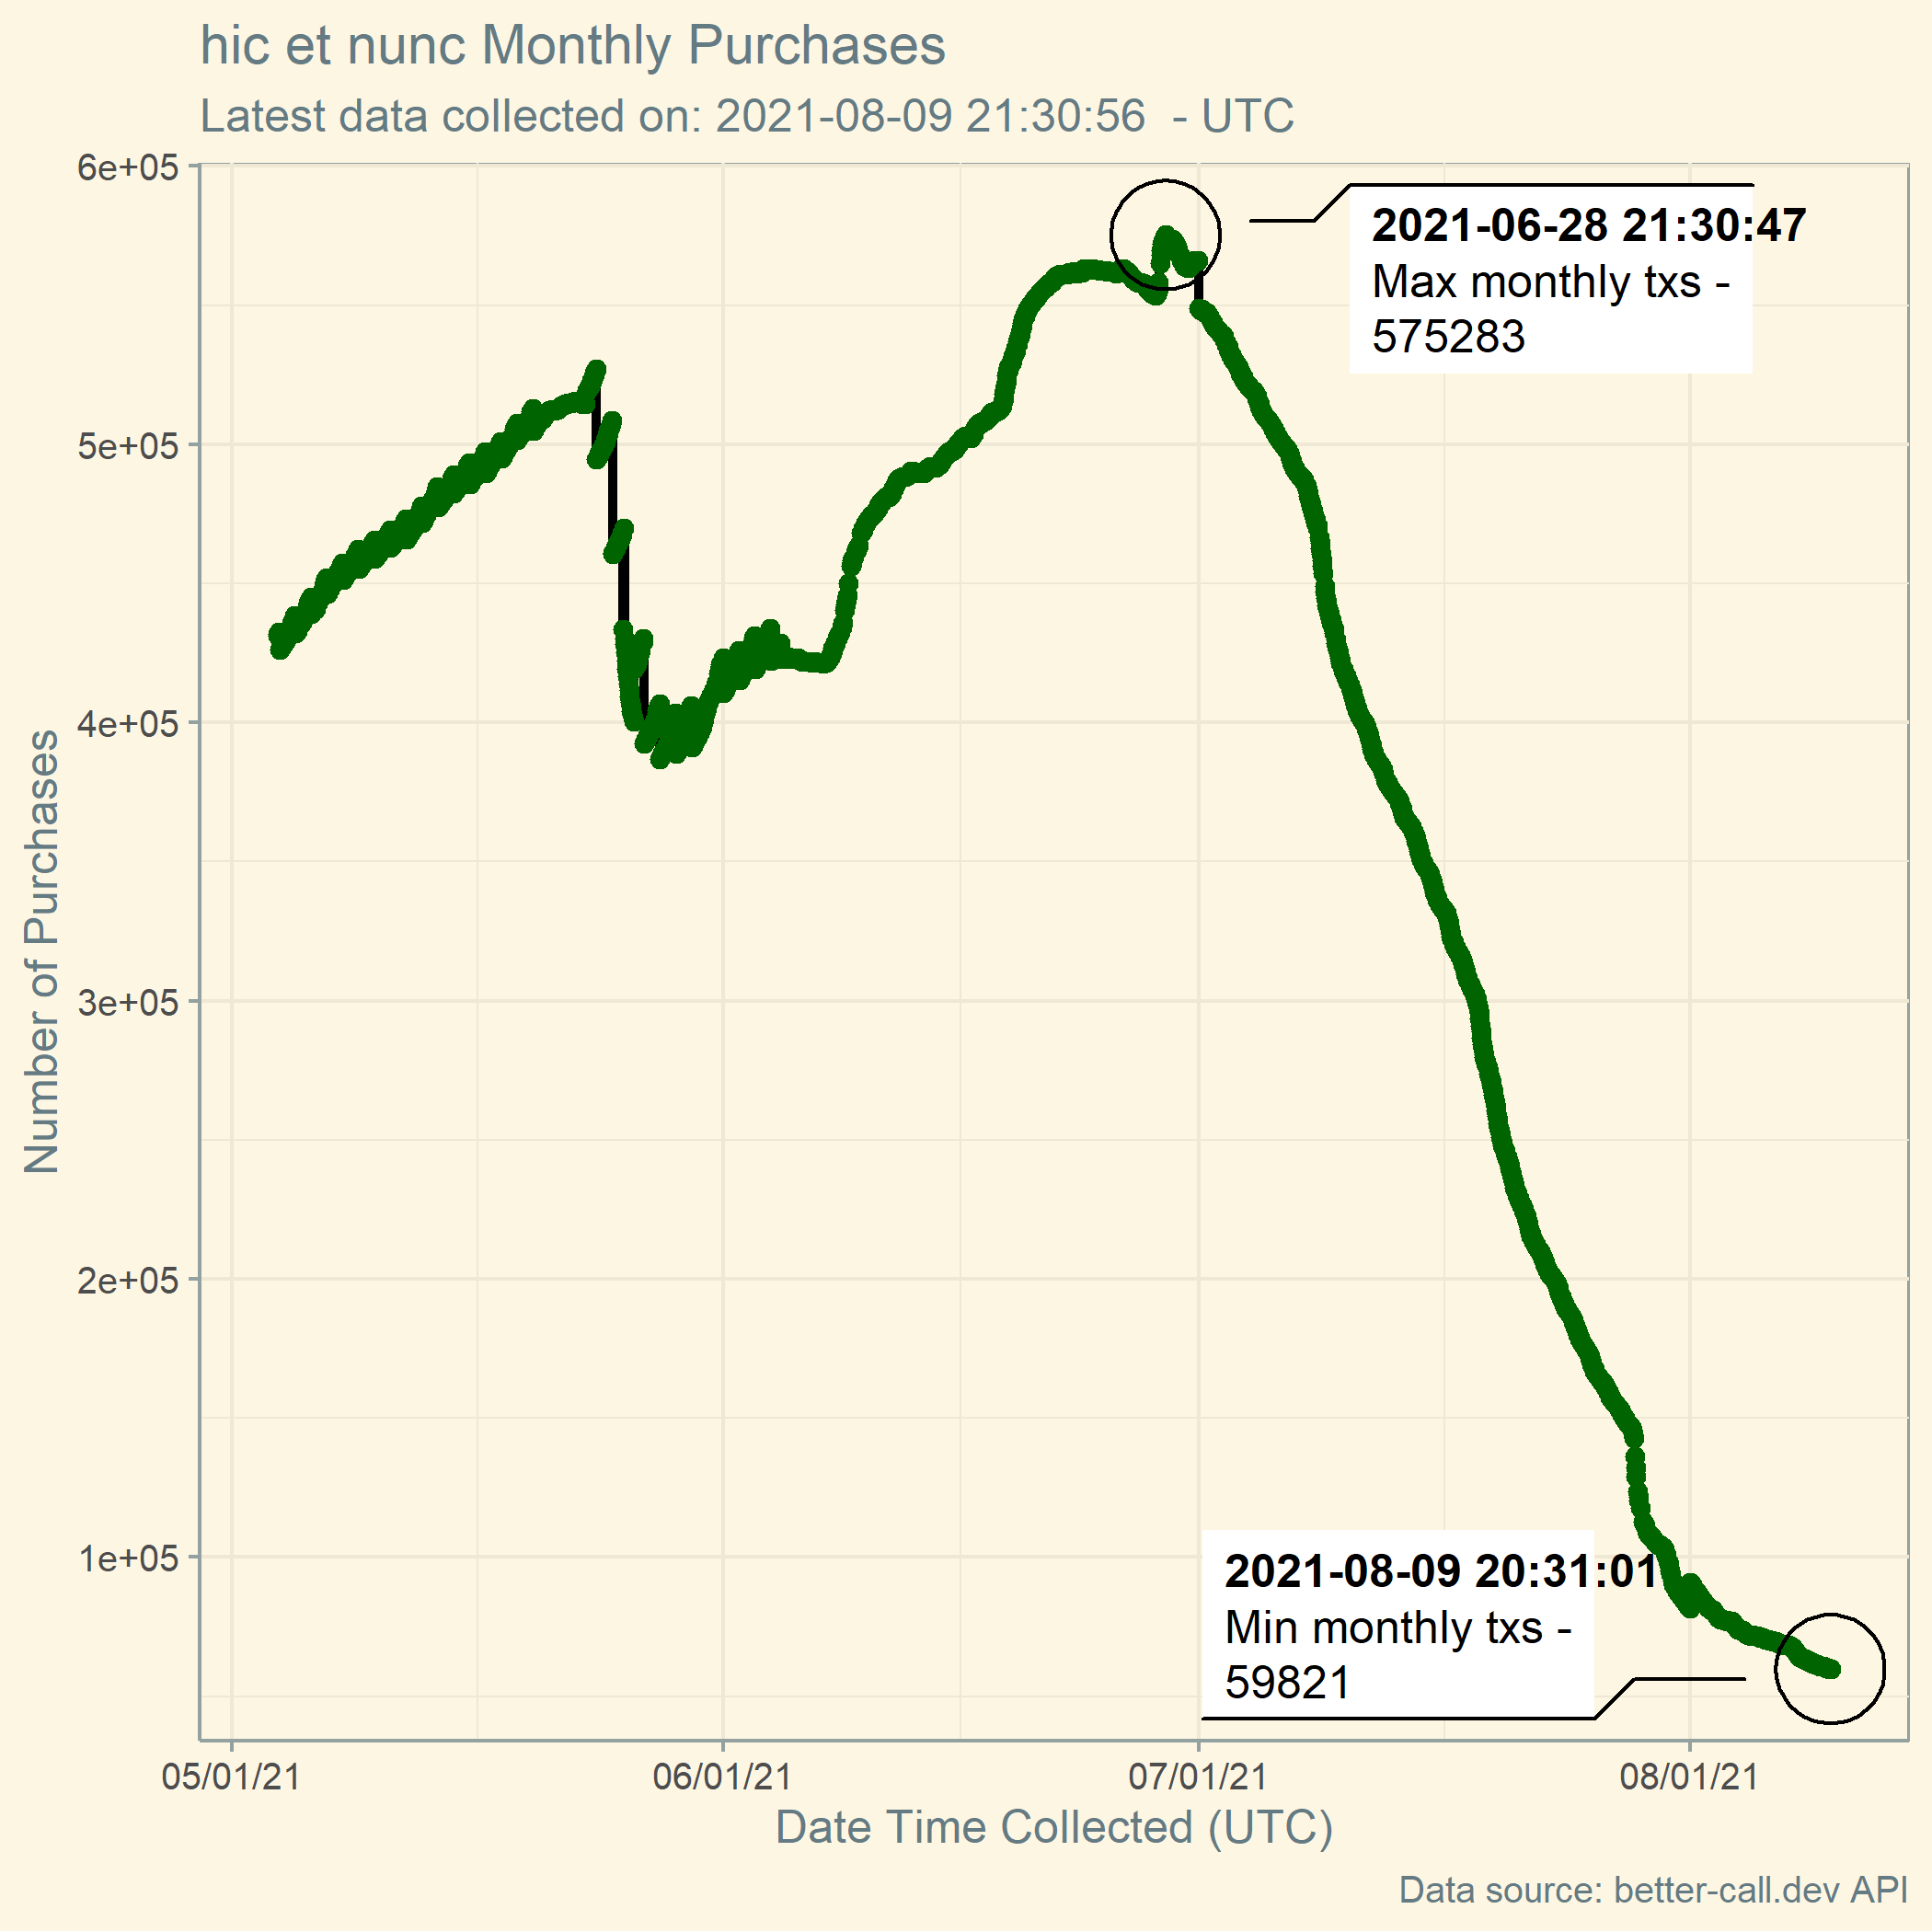 hic et nunc Monthly Purchases
Latest data collected on: 2021-08-09 21:30:56  - UTC
6e+05
5e+05
4e+05
3e+05
2e+05
1e+05
Number of Purchases
2021-06-28 21:30:47
Max monthly txs -
575283
2021-08-09 20:31:01
Min monthly txs -
59821
05/01/21
06/01/21
07/01/21
08/01/21
Date Time Collected (UTC)
Data source: better-call.dev API